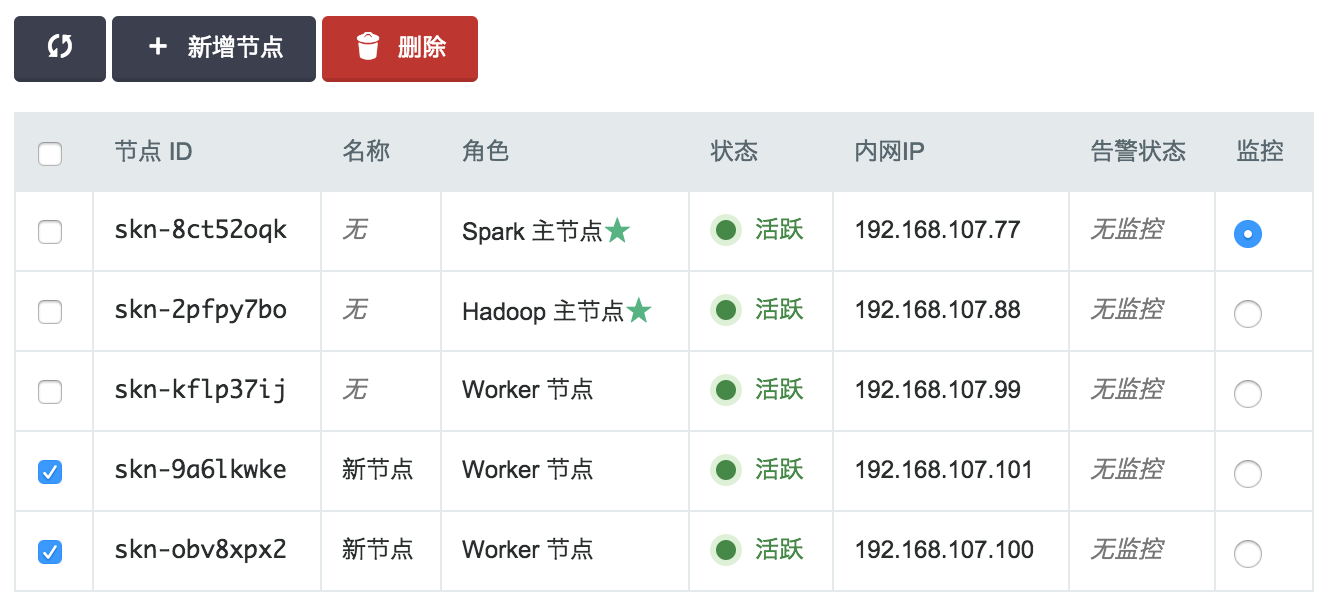 新增节点 删除
节点 ID 名称 角色 状态 内网IP 告警状态 监控
skn-8ct52oqk 无 Spark 主节点 活跃 192.168.107.77 无监控
skn-2pfpy7bo 无 Hadoop 主节点 活跃 192.168.107.88 无监控
skn-kflp37ij 无 Worker 节点 活跃 192.168.107.99 无监控
skn-9a6lkwke 新节点 Worker 节点 活跃 192.168.107.101 无监控
skn-obv8xpx2 新节点 Worker 节点 活跃 192.168.107.100 无监控